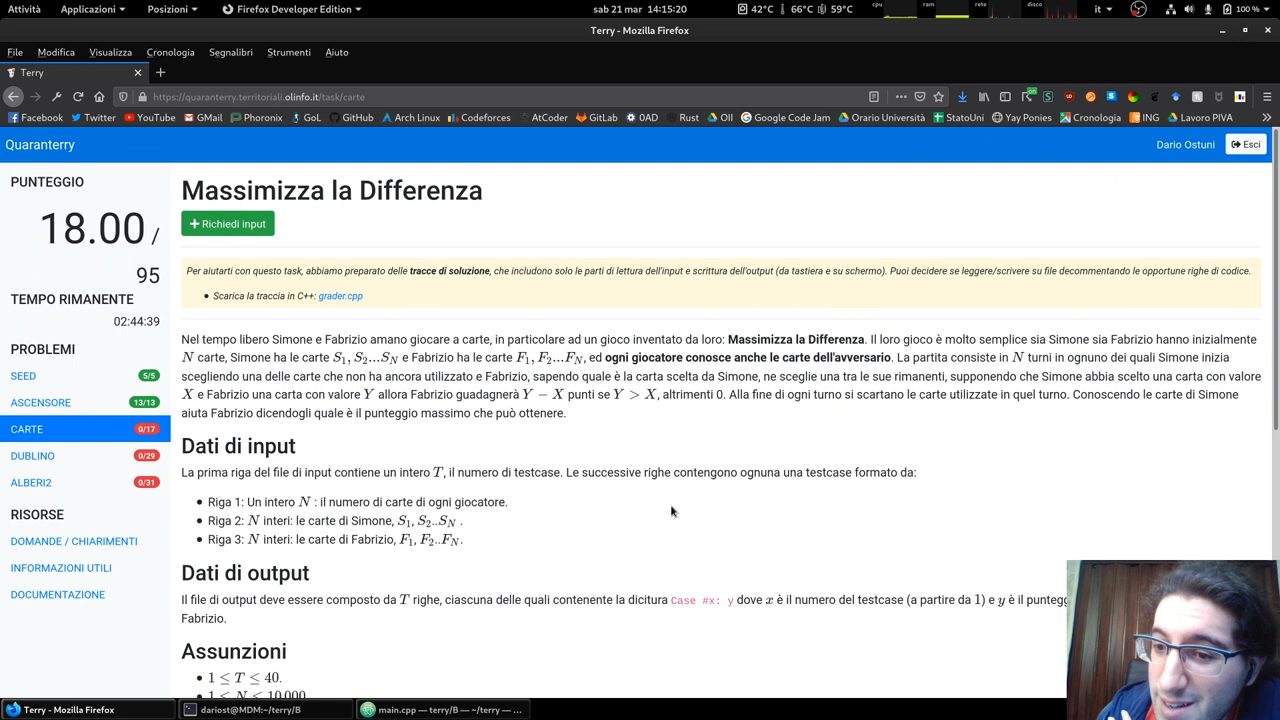 Attività Applicazioni Posizioni Firefox Developer Edition sab 21 mar 14:15:20 42°C 66°C 59°C cpu ram rete disco it 100 %
Terry - Mozilla Firefox
File Modifica Visualizza Cronologia Segnalibri Strumenti Aiuto
Terry
https://quaranterry.territoriali.olinfo.it/task/carte
Facebook Twitter YouTube GMail Phoronix GoL GitHub Arch Linux Codeforces AtCoder GitLab 0AD Rust OII Google Code Jam Orario Università StatoUni Yay Ponies Cronologia ING Lavoro PIVA
Quaranterry Dario Ostuni Esci
PUNTEGGIO
18.00 /
95
TEMPO RIMANENTE
02:44:39
PROBLEMI
SEED 5/5
ASCENSORE 13/13
CARTE 0/17
DUBLINO 0/29
ALBERI2 0/31
RISORSE
DOMANDE / CHIARIMENTI
INFORMAZIONI UTILI
DOCUMENTAZIONE
Massimizza la Differenza
Richiedi input
Per aiutarti con questo task, abbiamo preparato delle tracce di soluzione, che includono solo le parti di lettura dell'input e scrittura dell'output (da tastiera e su schermo). Puoi decidere se leggere/scrivere su file decommentando le opportune righe di codice.
• Scarica la traccia in C++: grader.cpp
Nel tempo libero Simone e Fabrizio amano giocare a carte, in particolare ad un gioco inventato da loro: Massimizza la Differenza. Il loro gioco è molto semplice sia Simone sia Fabrizio hanno inizialmente
N carte, Simone ha le carte S1, S2...SN e Fabrizio ha le carte F1, F2...FN, ed ogni giocatore conosce anche le carte dell'avversario. La partita consiste in N turni in ognuno dei quali Simone inizia
scegliendo una delle carte che non ha ancora utilizzato e Fabrizio, sapendo quale è la carta scelta da Simone, ne sceglie una tra le sue rimanenti, supponendo che Simone abbia scelto una carta con valore
X e Fabrizio una carta con valore Y allora Fabrizio guadagnerà Y − X punti se Y > X, altrimenti 0. Alla fine di ogni turno si scartano le carte utilizzate in quel turno. Conoscendo le carte di Simone
aiuta Fabrizio dicendogli quale è il punteggio massimo che può ottenere.
Dati di input
La prima riga del file di input contiene un intero T, il numero di testcase. Le successive righe contengono ognuna una testcase formato da:
• Riga 1: Un intero N : il numero di carte di ogni giocatore.
• Riga 2: N interi: le carte di Simone, S1, S2..SN .
• Riga 3: N interi: le carte di Fabrizio, F1, F2..FN.
Dati di output
Il file di output deve essere composto da T righe, ciascuna delle quali contenente la dicitura Case #x: y dove x è il numero del testcase (a partire da 1) e y è il
Fabrizio.
Assunzioni
• 1 ≤ T ≤ 40.
• 1 ≤ N ≤ 10 000
Terry - Mozilla Firefox dariost@MDM:~/terry/B main.cpp — terry/B — ~/terry — ...